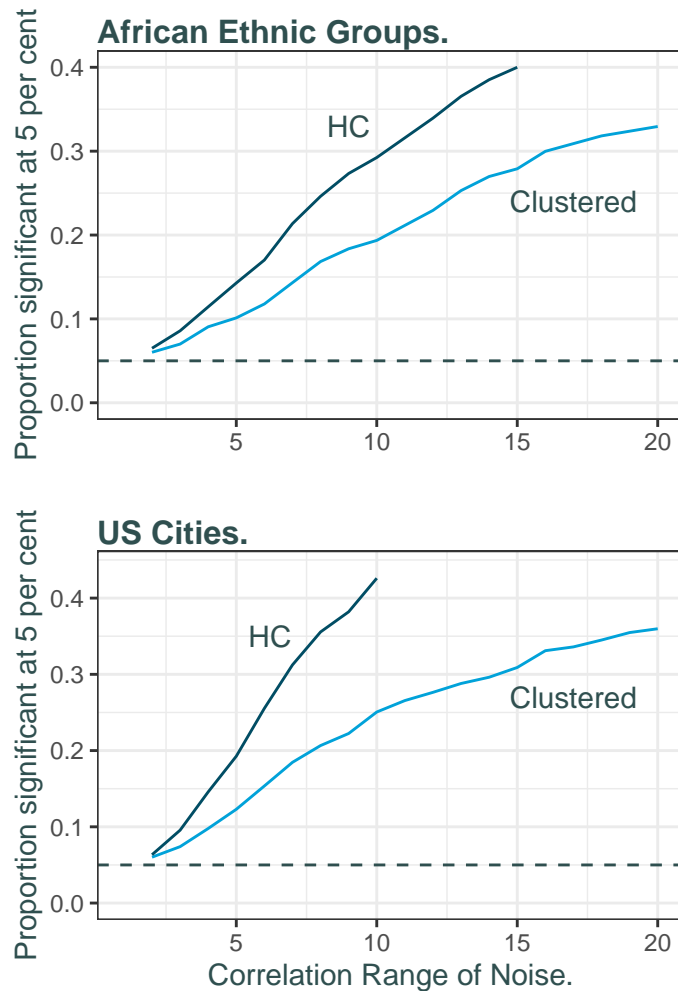 African Ethnic Groups.
Proportion significant at 5 per cent
0.4
0.3
0.2
0.1
0.0
HC
Clustered
5
10
15
20
US Cities.
Proportion significant at 5 per cent
0.4
0.3
0.2
0.1
0.0
HC
Clustered
5
10
15
20
Correlation Range of Noise.